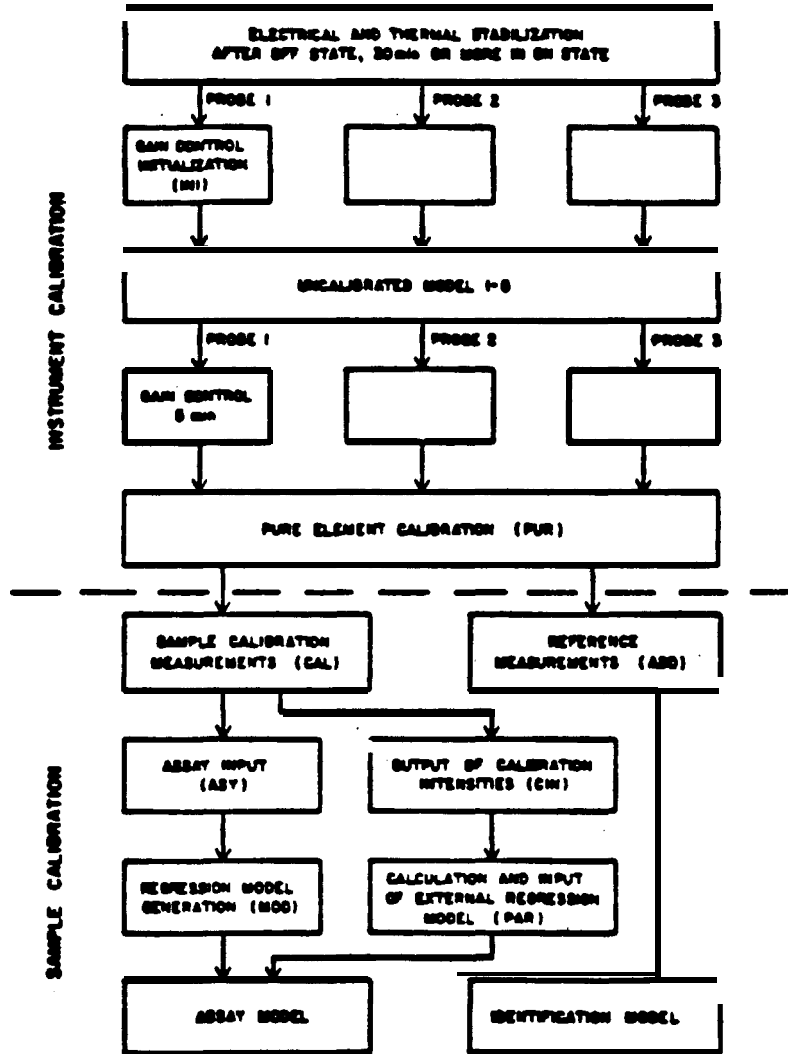 ELECTRICAL AND THERMAL STABILIZATION
AFTER OFF STATE, 30 min OR MORE IN ON STATE
PROBE 1
PROBE 2
PROBE 3
GAIN CONTROL
INITIALIZATION
(INI)
UNCALIBRATED MODEL 1-8
PROBE 1
PROBE 2
PROBE 3
GAIN CONTROL
5 min
PURE ELEMENT CALIBRATION (PUR)
INSTRUMENT CALIBRATION
SAMPLE CALIBRATION
MEASUREMENTS (CAL)
REFERENCE
MEASUREMENTS (ADD)
ASSAY INPUT
(ASY)
OUTPUT OF CALIBRATION
INTENSITIES (CIN)
REGRESSION MODEL
GENERATION (MOD)
CALCULATION AND INPUT
OF EXTERNAL REGRESSION
MODEL (PAR)
ASSAY MODEL
IDENTIFICATION MODEL
SAMPLE CALIBRATION